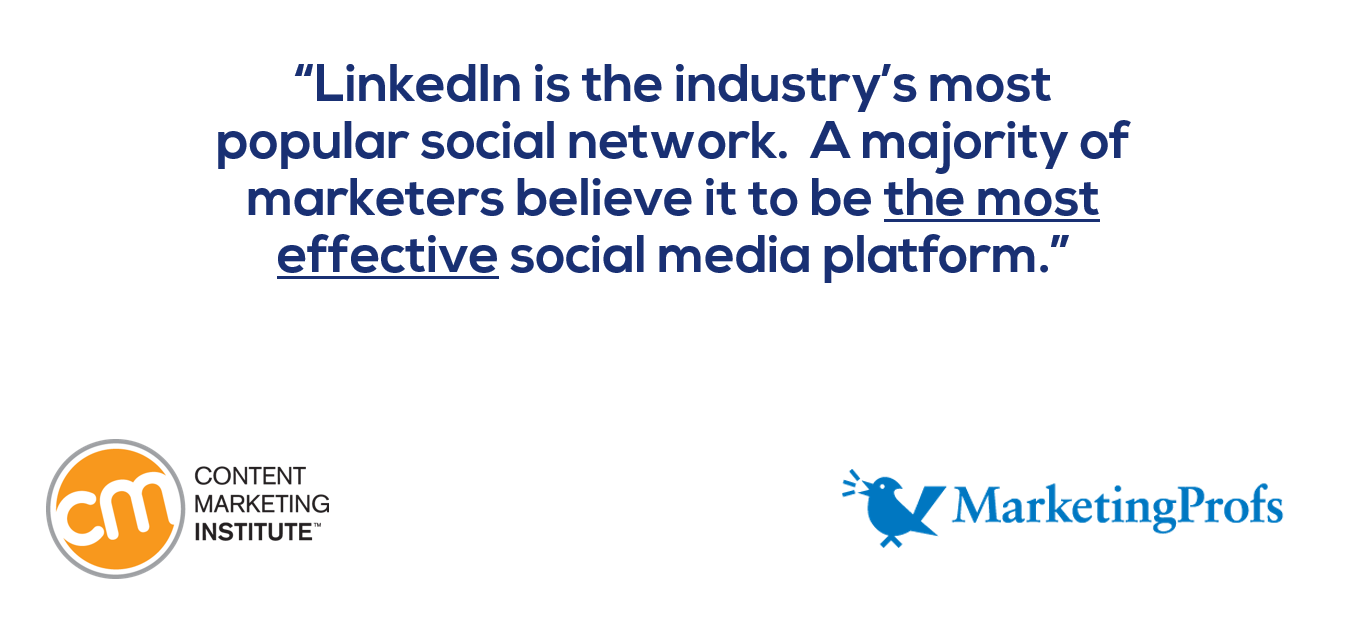 “LinkedIn is the industry’s most
popular social network.  A majority of
marketers believe it to be the most
effective social media platform.”
cm
CONTENT
MARKETING
INSTITUTE™
MarketingProfs